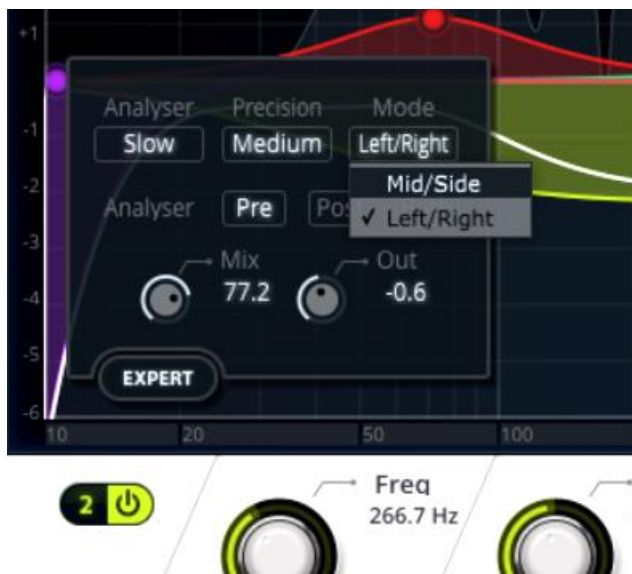 +1
Analyser Precision Mode
-1
Slow Medium Left/Right
-2
Mid/Side
Analyser Pre
✓ Left/Right
-3
Mix Out
77.2 -0.6
-4
-5
EXPERT
-6
10 20 50 100
2 Freq
266.7 Hz